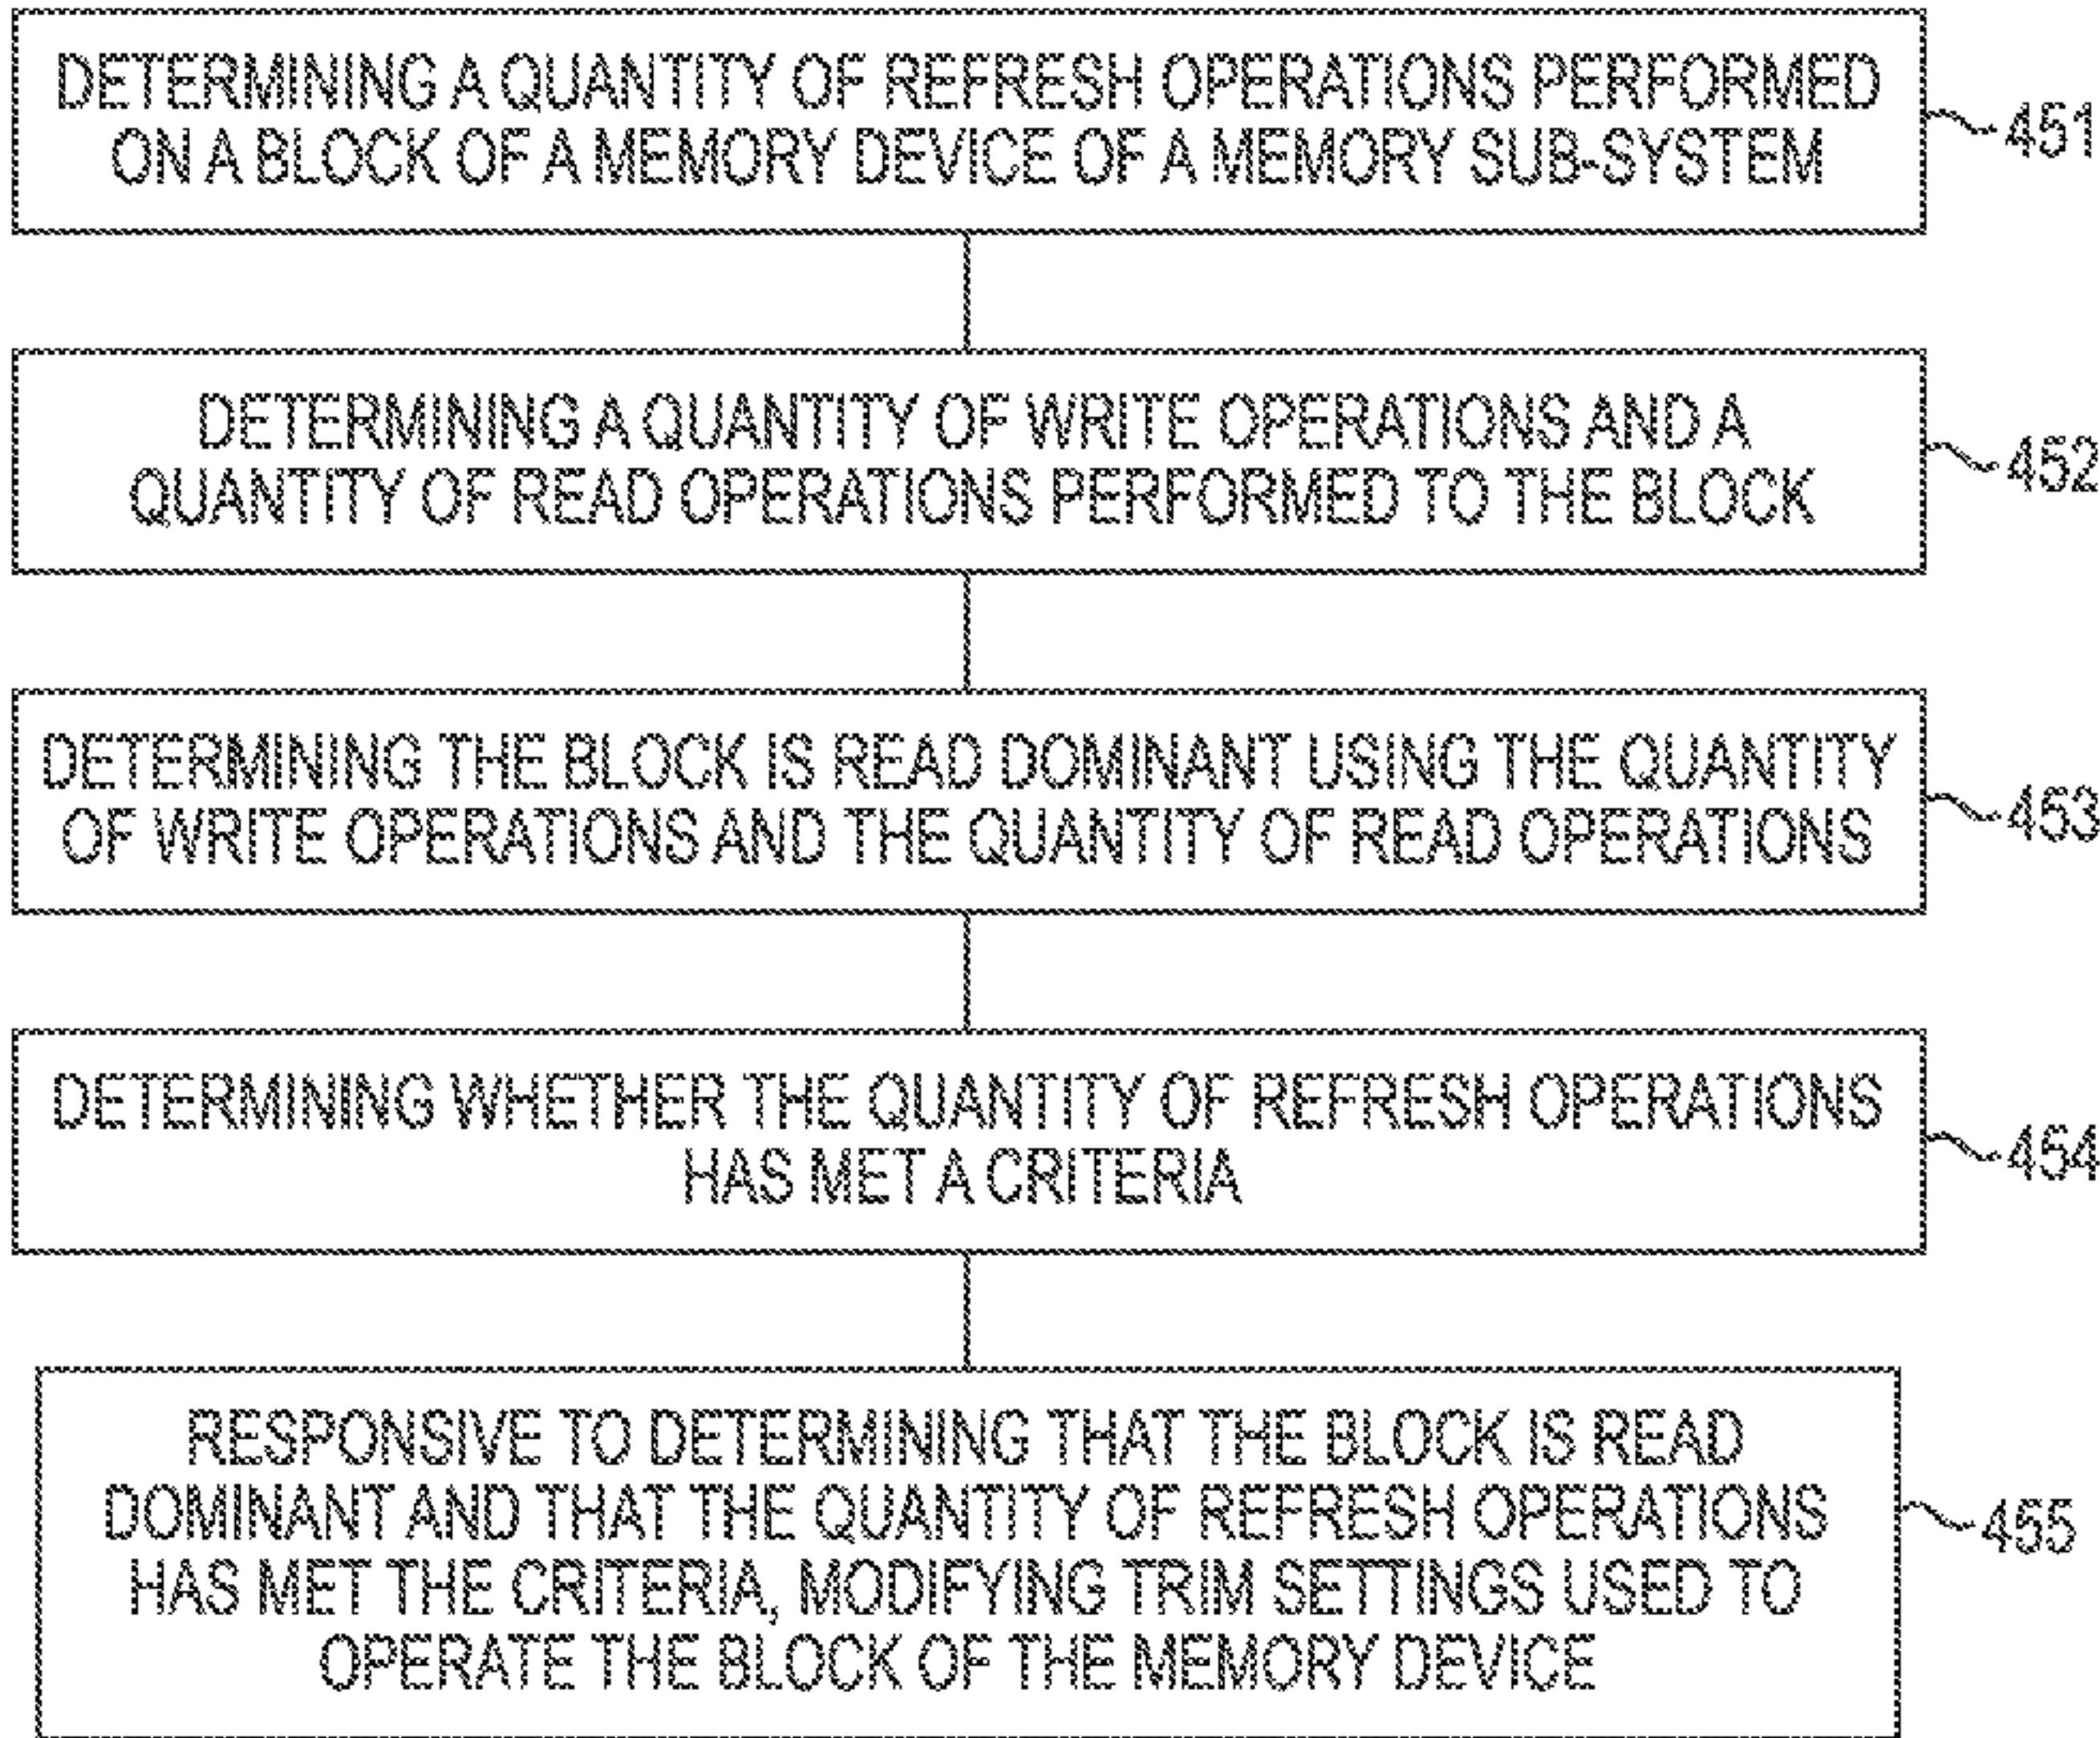 DETERMINING A QUANTITY OF REFRESH OPERATIONS PERFORMED
ON A BLOCK OF A MEMORY DEVICE OF A MEMORY SUB-SYSTEM
451
DETERMINING A QUANTITY OF WRITE OPERATIONS AND A
QUANTITY OF READ OPERATIONS PERFORMED TO THE BLOCK
452
DETERMINING THE BLOCK IS READ DOMINANT USING THE QUANTITY
OF WRITE OPERATIONS AND THE QUANTITY OF READ OPERATIONS
453
DETERMINING WHETHER THE QUANTITY OF REFRESH OPERATIONS
HAS MET A CRITERIA
454
RESPONSIVE TO DETERMINING THAT THE BLOCK IS READ
DOMINANT AND THAT THE QUANTITY OF REFRESH OPERATIONS
HAS MET THE CRITERIA, MODIFYING TRIM SETTINGS USED TO
OPERATE THE BLOCK OF THE MEMORY DEVICE
455